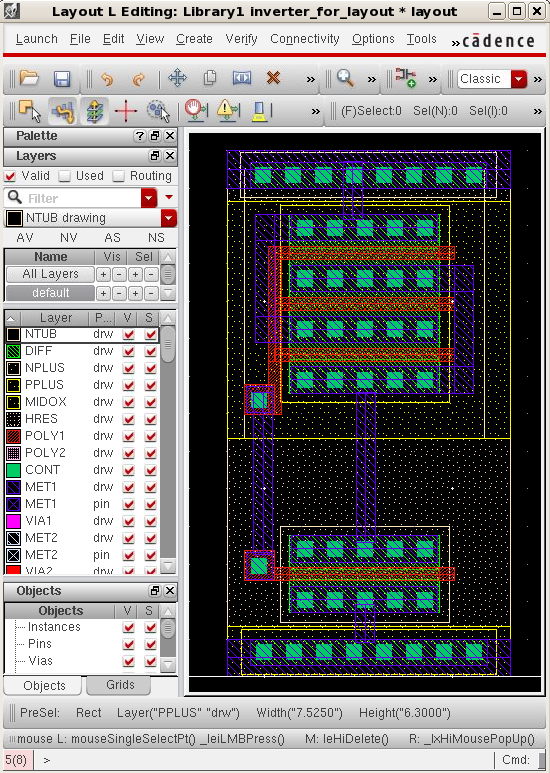 Layout L Editing: Library1 inverter_for_layout * layout
Launch File Edit View Create Verify Connectivity Options Tools » cādence
» » » Classic »
» (F)Select:0 Sel(N):0 Sel(I):0 »
Palette
Layers
Valid Used Routing
Filter
NTUB drawing
AV NV AS NS
Name Vis Sel
All Layers + - + -
default + - + -
Layer P... V S
NTUB drw
DIFF drw
NPLUS drw
PPLUS drw
MIDOX drw
HRES drw
POLY1 drw
POLY2 drw
CONT drw
MET1 drw
MET1 pin
VIA1 drw
MET2 drw
MET2 pin
VIA2 drw
Objects
Objects V S
Instances
Pins
Vias
Objects Grids
PreSel: Rect Layer("PPLUS" "drw") Width("7.5250") Height("6.3000")
mouse L: mouseSingleSelectPt() _leiLMBPress() M: leHiDelete() R: _lxHiMousePopUp()
5(8) > Cmd: